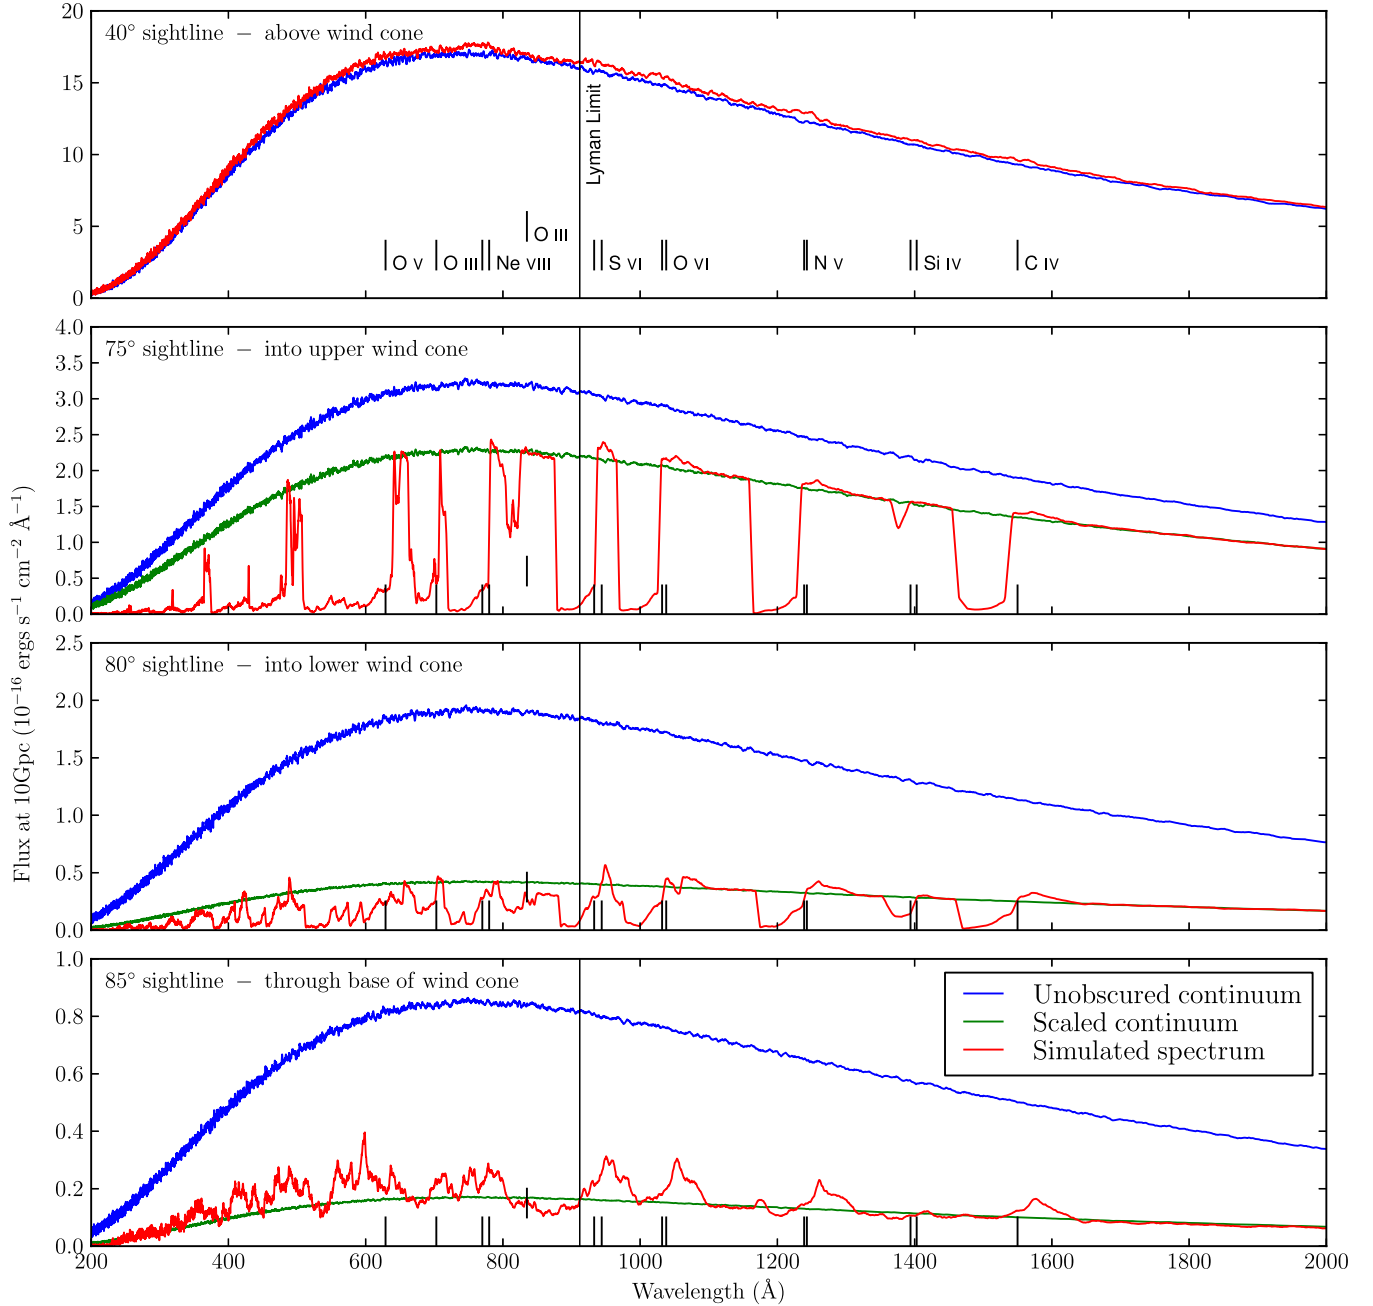 40° sightline − above wind cone
20
15
10
5
0
Lyman Limit
O III
O V
O III
Ne VIII
S VI
O VI
N V
Si IV
C IV
75° sightline − into upper wind cone
4.0
3.5
3.0
2.5
2.0
1.5
1.0
0.5
0.0
80° sightline − into lower wind cone
2.5
2.0
1.5
1.0
0.5
0.0
85° sightline − through base of wind cone
1.0
0.8
0.6
0.4
0.2
0.0
Unobscured continuum
Scaled continuum
Simulated spectrum
200
400
600
800
1000
1200
1400
1600
1800
2000
Wavelength (Å)
Flux at 10Gpc (10⁻¹⁶ ergs s⁻¹ cm⁻² Å⁻¹)